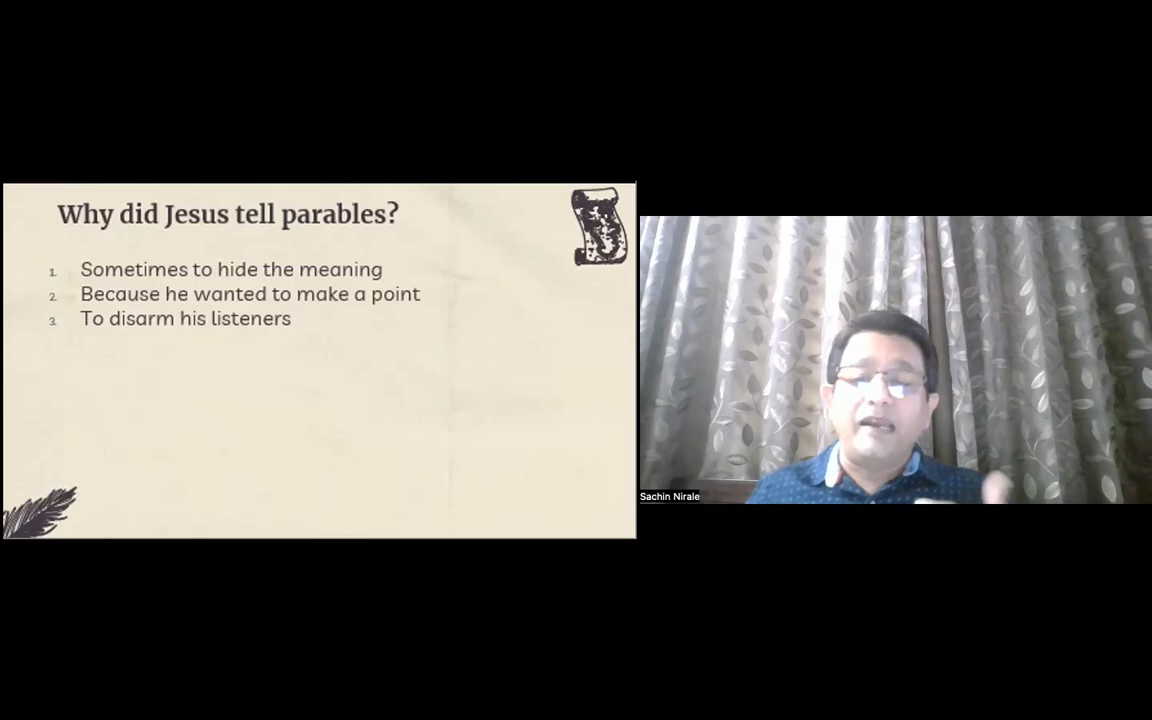 Why did Jesus tell parables?
1. Sometimes to hide the meaning
2. Because he wanted to make a point
3. To disarm his listeners
Sachin Nirale